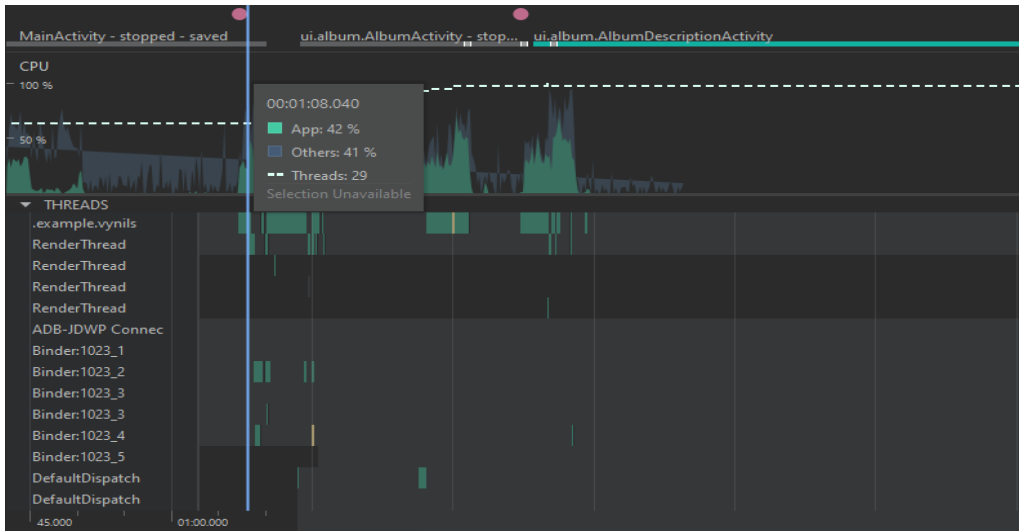 MainActivity - stopped - saved
ui.album.AlbumActivity - stop...
ui.album.AlbumDescriptionActivity
CPU
100 %
50 %
00:01:08.040
App: 42 %
Others: 41 %
Threads: 29
Selection Unavailable
THREADS
.example.vynils
RenderThread
RenderThread
RenderThread
RenderThread
ADB-JDWP Connec
Binder:1023_1
Binder:1023_2
Binder:1023_3
Binder:1023_3
Binder:1023_4
Binder:1023_5
DefaultDispatch
DefaultDispatch
45.000
01:00.000